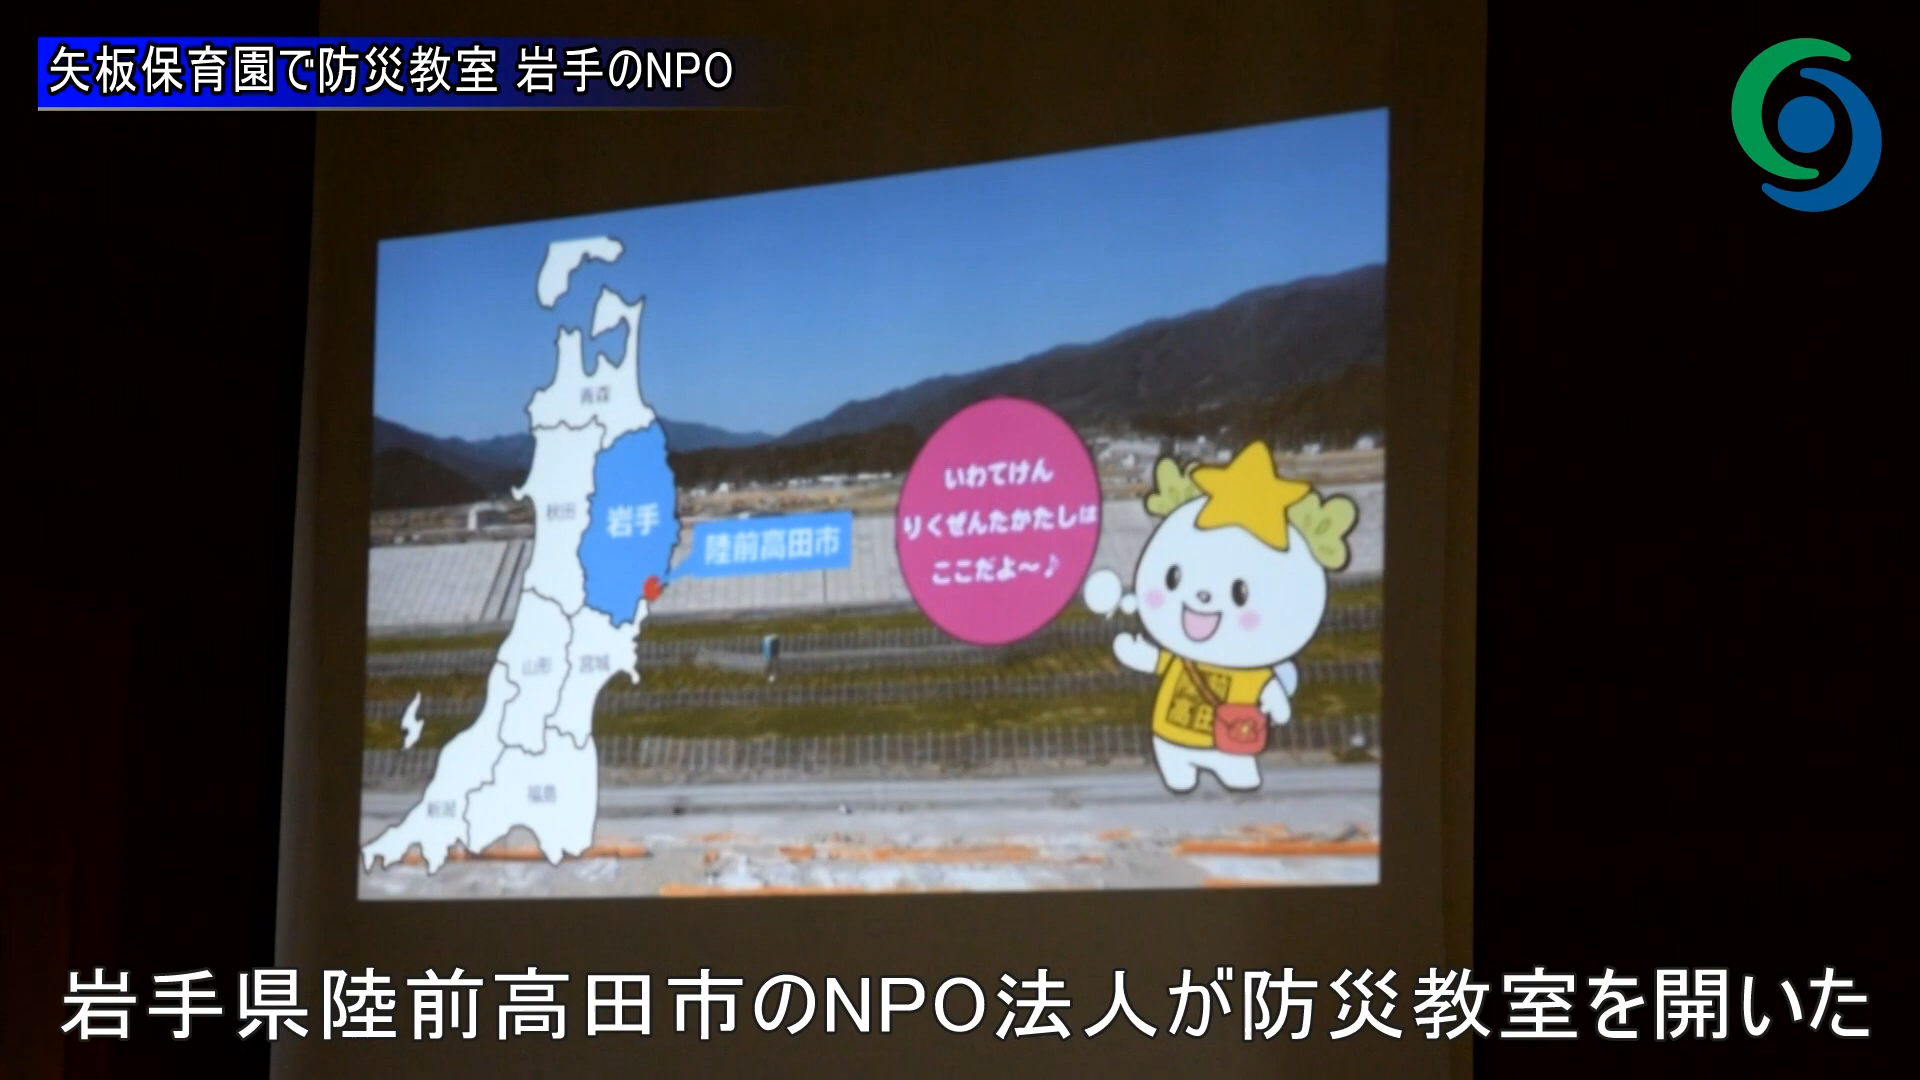 矢板保育園で防災教室 岩手のNPO
青森
秋田
岩手
陸前高田市
いわてけん
りくぜんたかたしは
ここだよ～♪
山形
宮城
新潟
福島
岩手県陸前高田市のNPO法人が防災教室を開いた